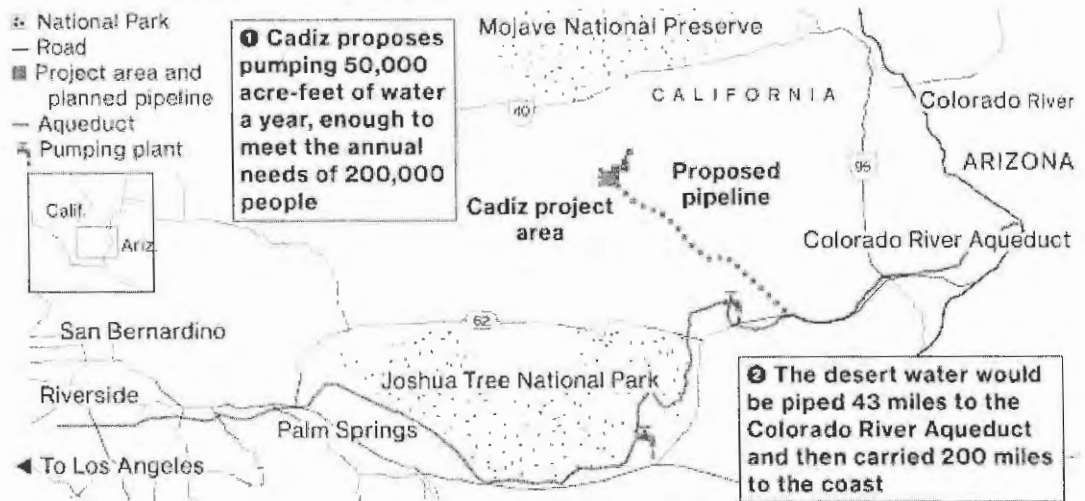 National Park
Road
Project area and
planned pipeline
Aqueduct
Pumping plant
Calif.
Ariz.
❶ Cadiz proposes
pumping 50,000
acre-feet of water
a year, enough to
meet the annual
needs of 200,000
people
Mojave National Preserve
40
CALIFORNIA
Colorado River
95
ARIZONA
Proposed
pipeline
Cadiz project
area
Colorado River Aqueduct
62
San Bernardino
Riverside
Joshua Tree National Park
Palm Springs
◄ To Los Angeles
❷ The desert water would
be piped 43 miles to the
Colorado River Aqueduct
and then carried 200 miles
to the coast